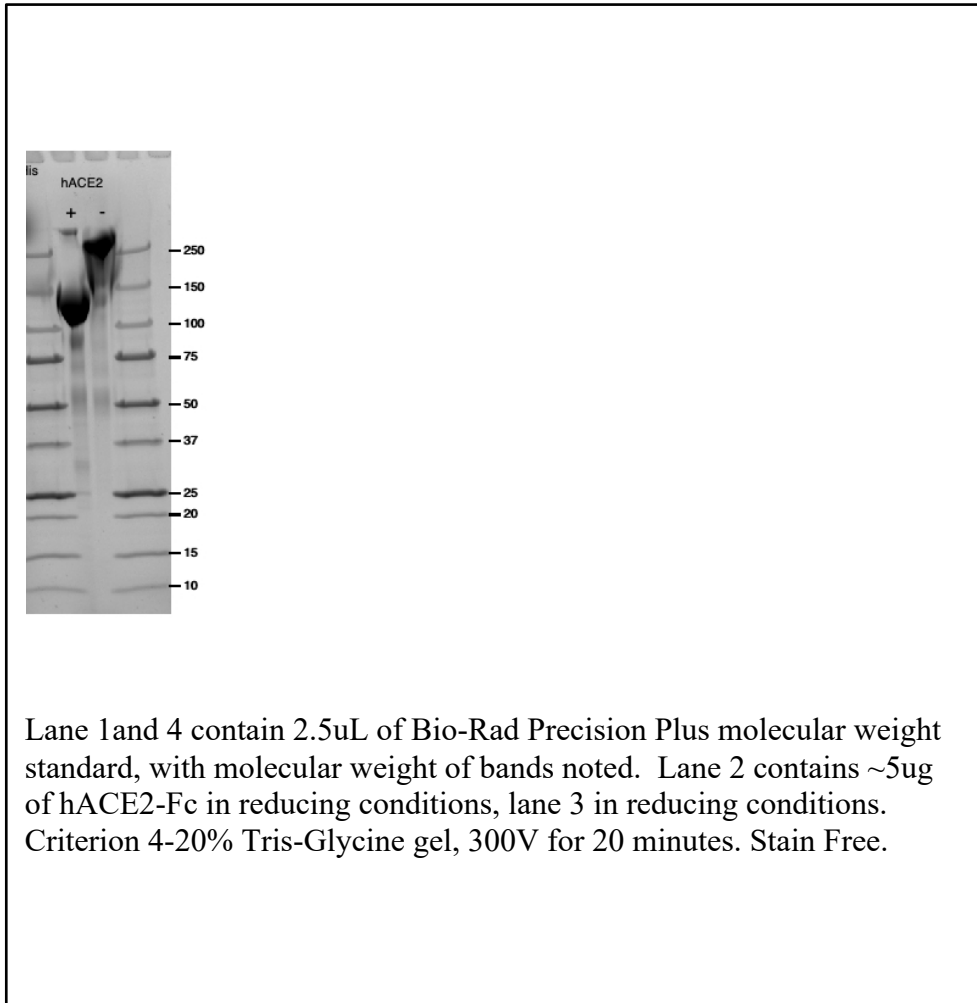 lis
hACE2
+ -
250
150
100
75
50
37
25
20
15
10
Lane 1and 4 contain 2.5uL of Bio-Rad Precision Plus molecular weight
standard, with molecular weight of bands noted.  Lane 2 contains ~5ug
of hACE2-Fc in reducing conditions, lane 3 in reducing conditions.
Criterion 4-20% Tris-Glycine gel, 300V for 20 minutes. Stain Free.